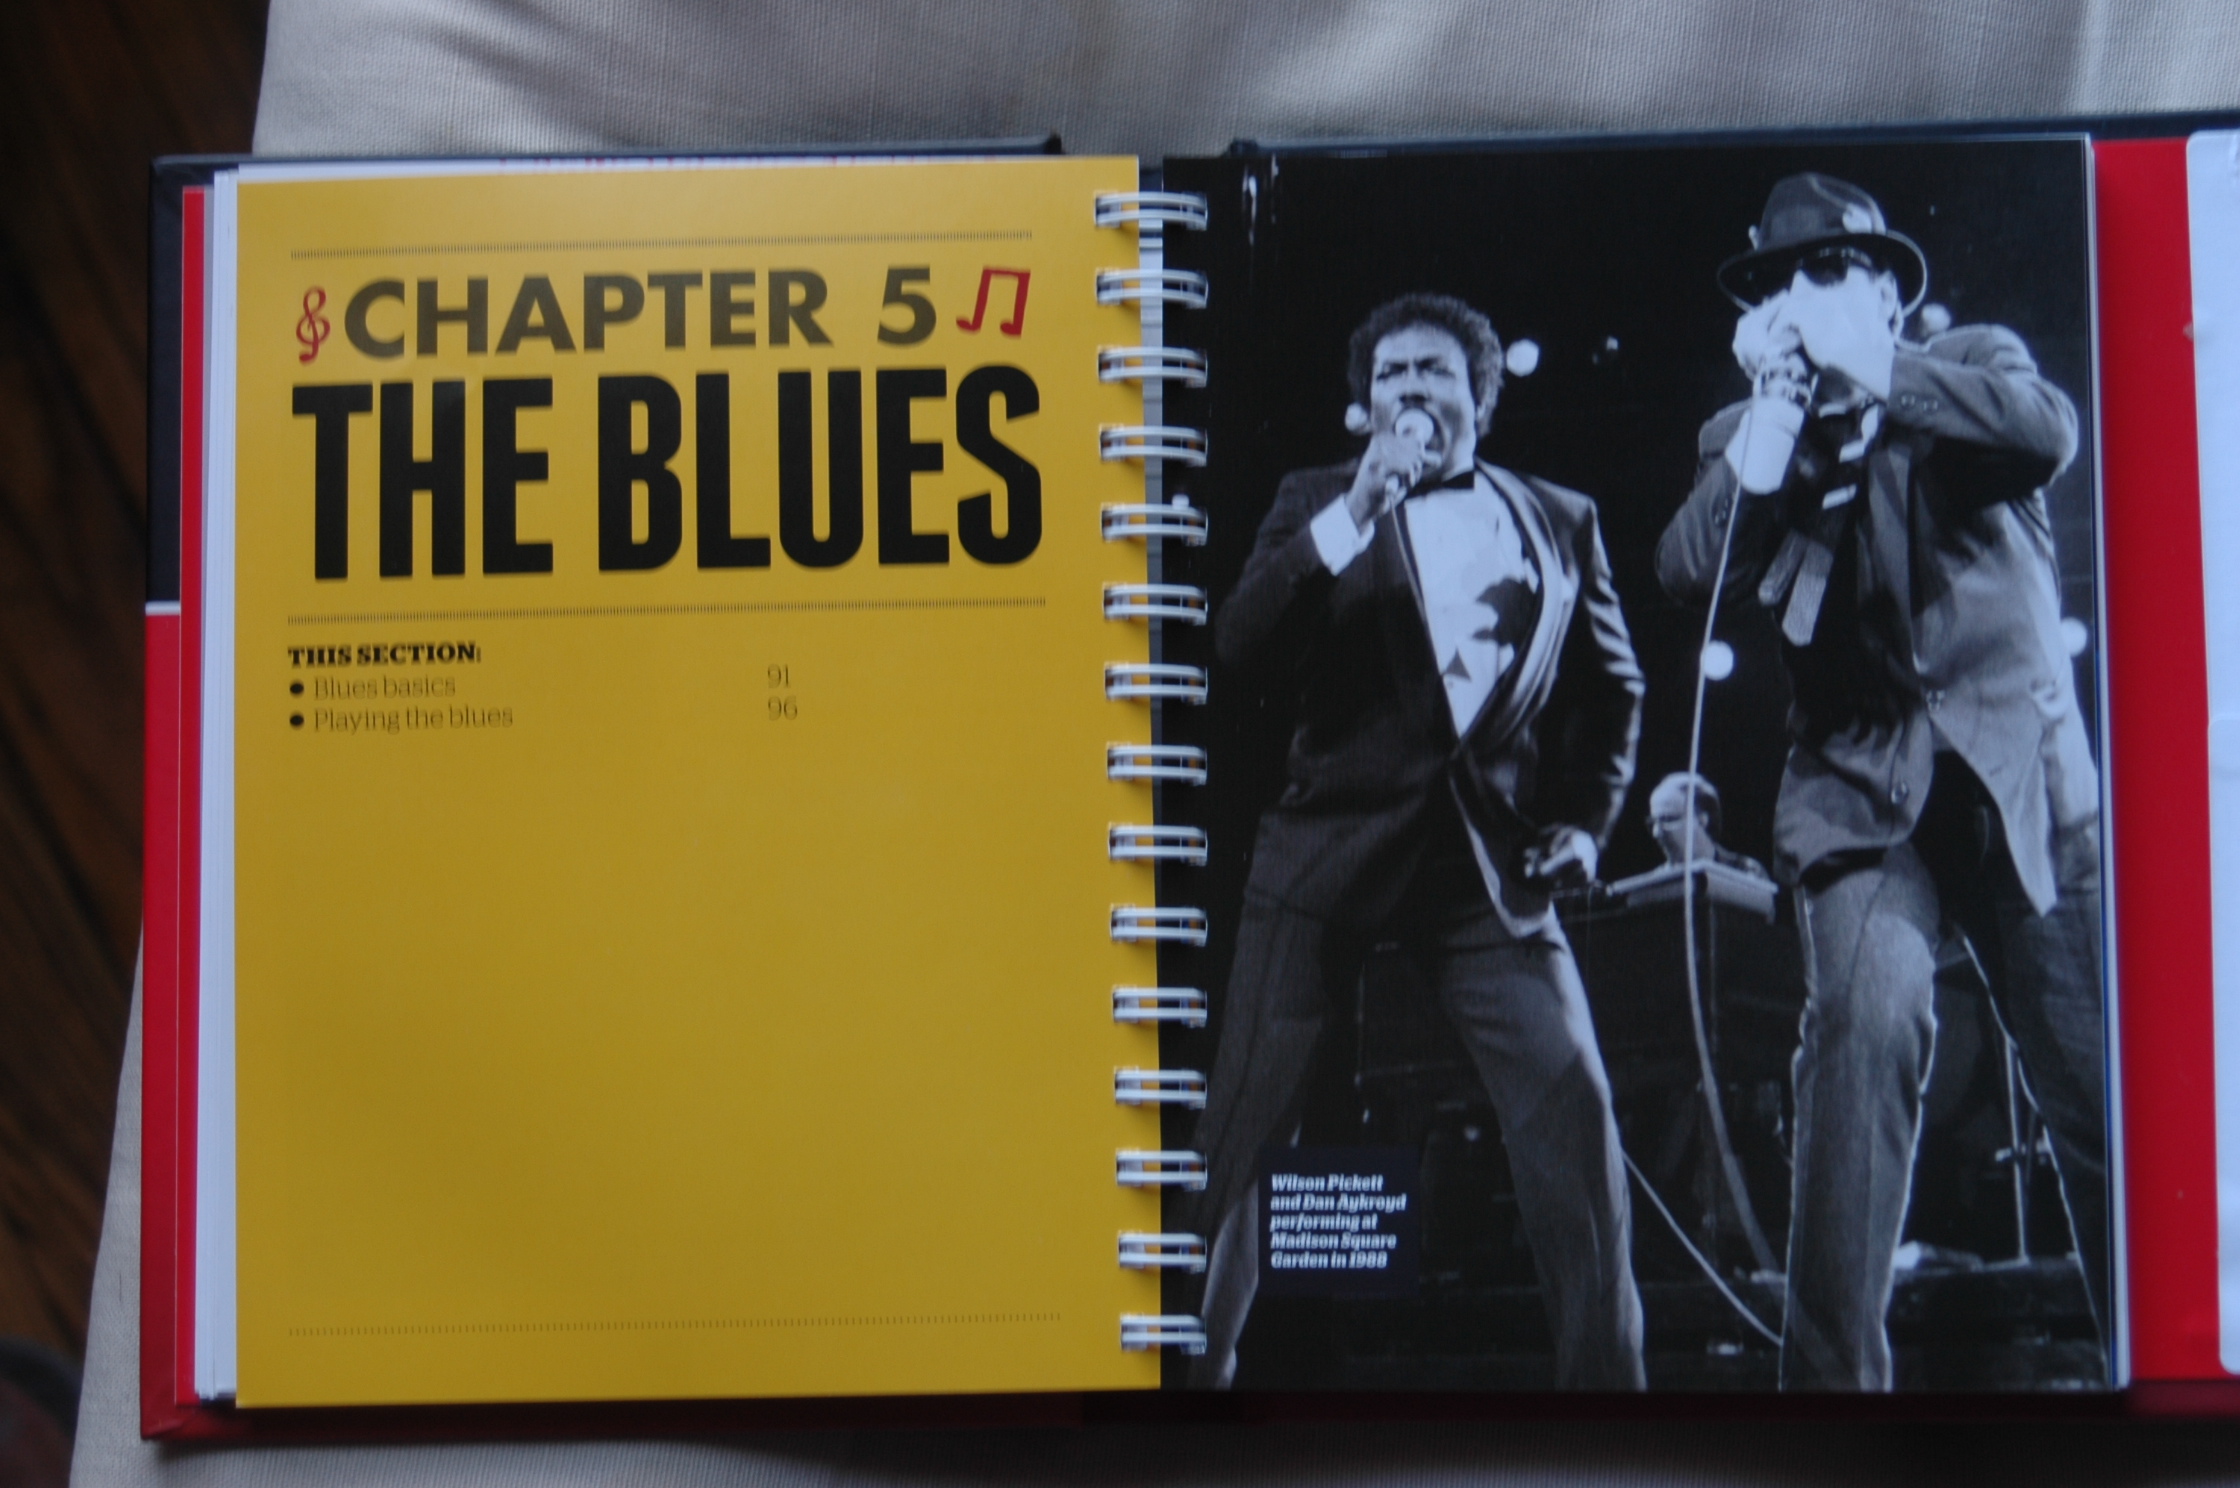 CHAPTER 5
THE BLUES
THIS SECTION:
● Blues basics 91
● Playing the blues 96
Wilson Pickett
and Dan Aykroyd
performing at
Madison Square
Garden in 1988